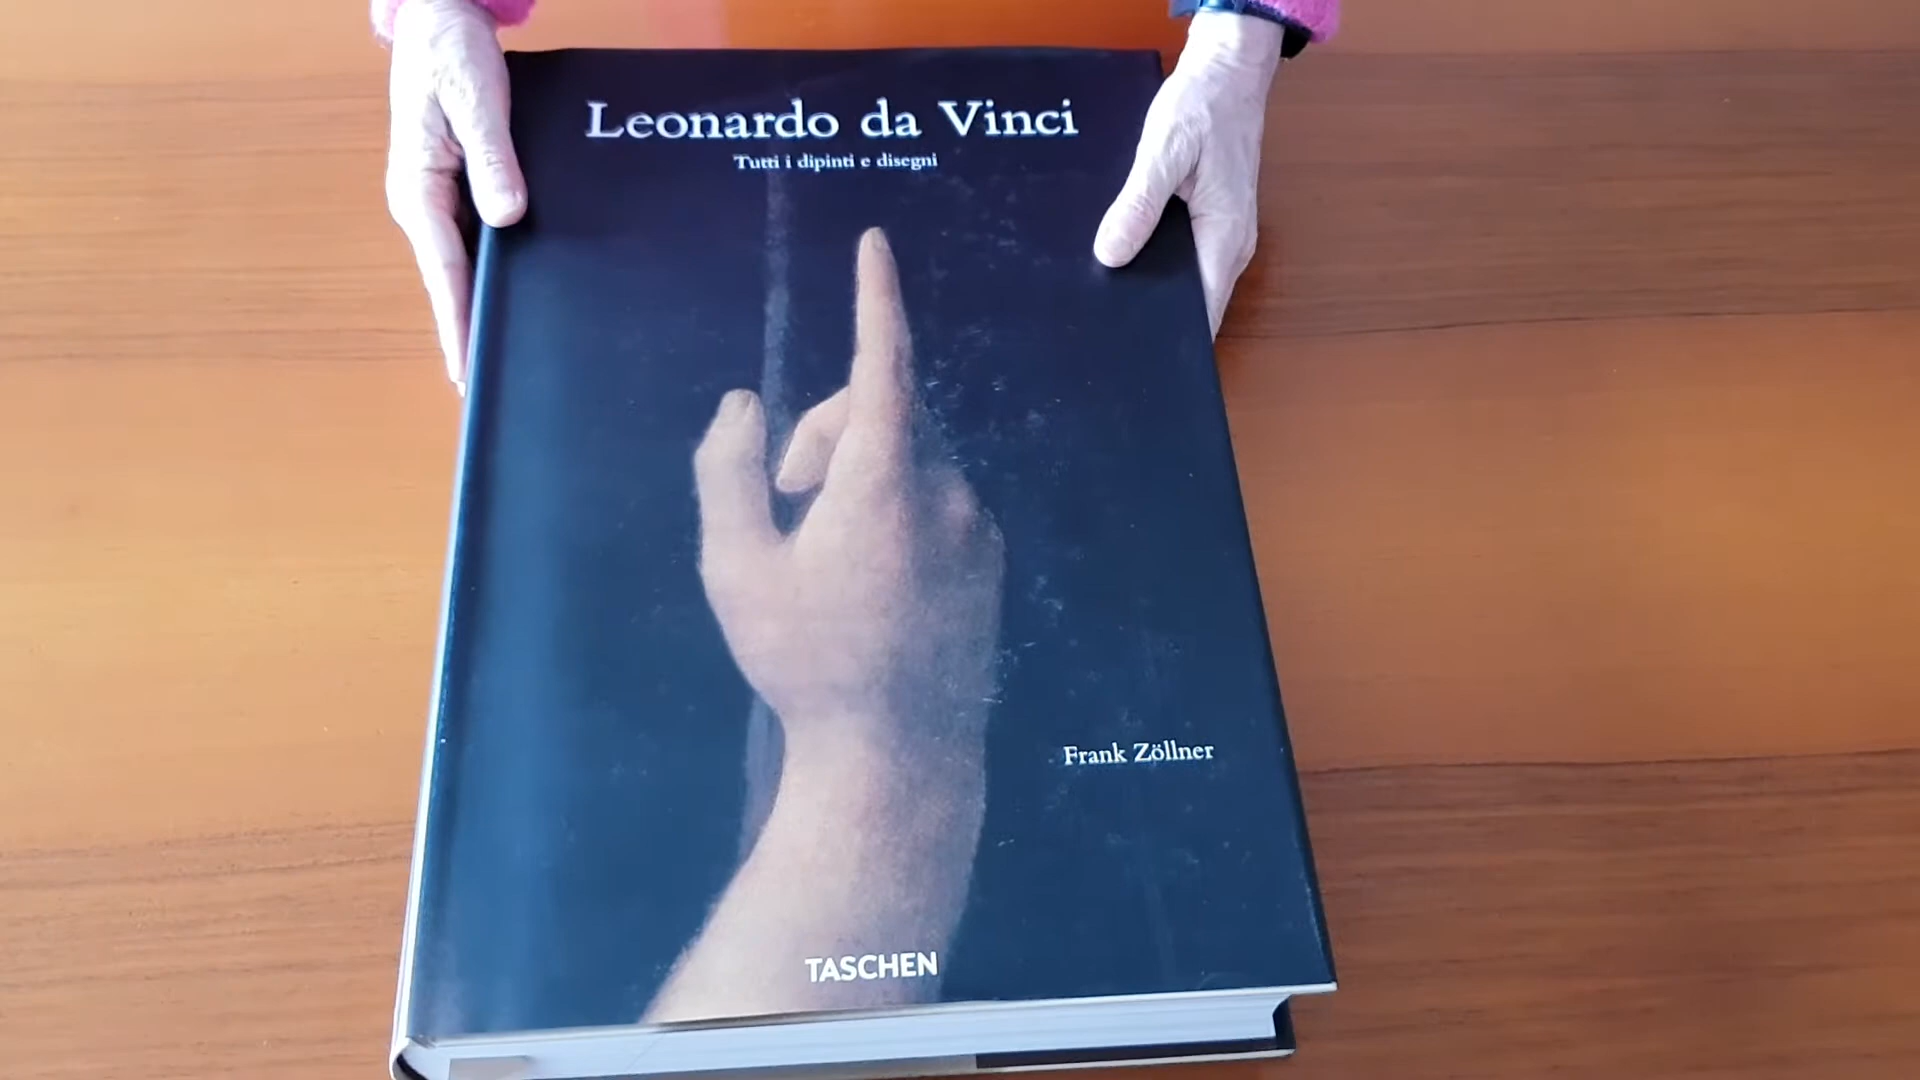 Leonardo da Vinci
Tutti i dipinti e disegni
Frank Zöllner
TASCHEN